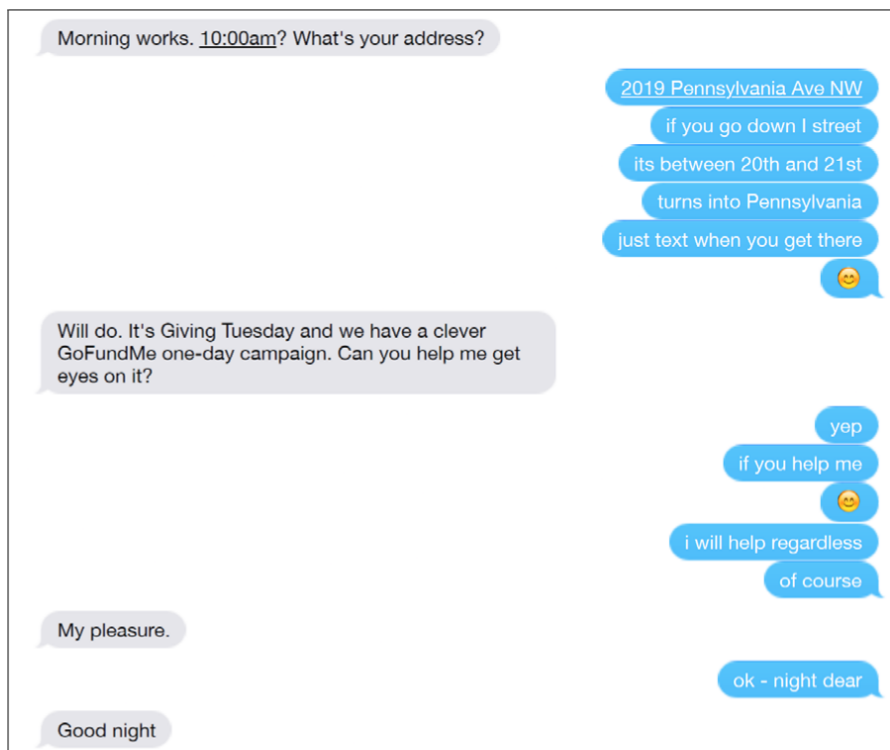 Morning works. 10:00am? What's your address?
2019 Pennsylvania Ave NW
if you go down I street
its between 20th and 21st
turns into Pennsylvania
just text when you get there
😊
Will do. It's Giving Tuesday and we have a clever
GoFundMe one-day campaign. Can you help me get
eyes on it?
yep
if you help me
😊
i will help regardless
of course
My pleasure.
ok - night dear
Good night